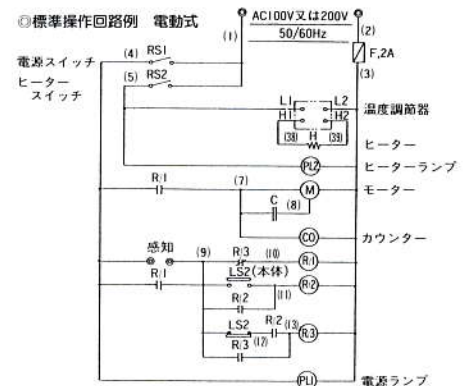 ◎標準操作回路例 電動式
AC100V又は200V
50/60Hz
(1)
(2)
F,2A
(3)
電源スイッチ
(4)
RS1
ヒーター
スイッチ
(5)
RS2
L1
L2
H1
H2
温度調節器
(38)
H
(39)
ヒーター
PL2
ヒーターランプ
R/1
(7)
M
モーター
C
(8)
CO
カウンター
感知
(9)
R/3
(10)
R/1
R/1
LS2(本体)
R/2
R/2
(11)
LS2
(12)
R/2
(13)
R/3
R/3
PL1
電源ランプ